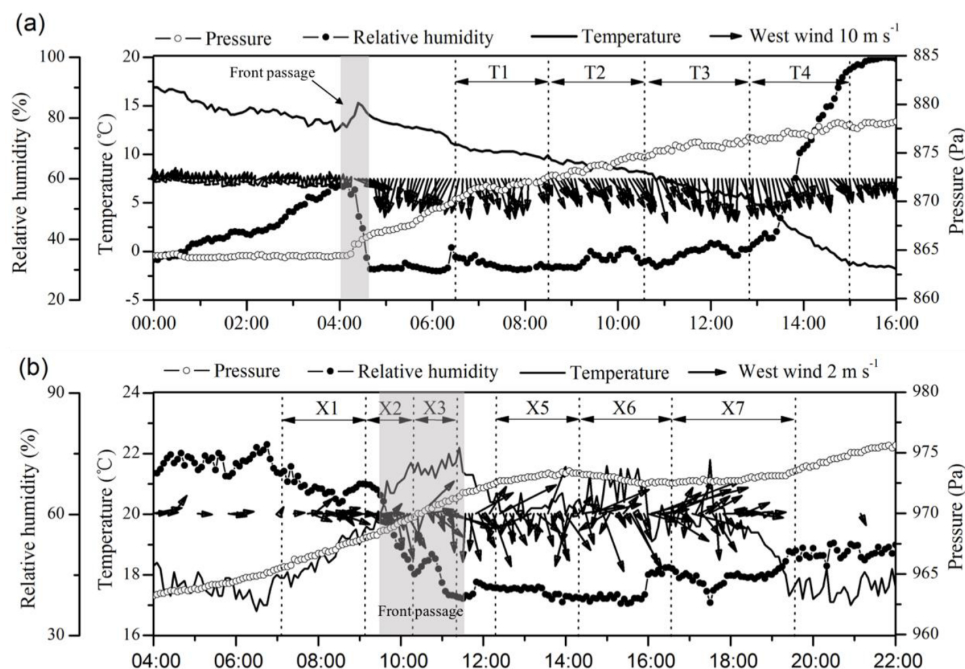 (a)
Pressure Relative humidity Temperature West wind 10 m s⁻¹
Relative humidity (%)
100
80
60
40
20
Temperature (℃)
20
15
10
5
0
-5
Front passage
T1 T2 T3 T4
885
880
875
870
865
860
Pressure (Pa)
00:00 02:00 04:00 06:00 08:00 10:00 12:00 14:00 16:00
(b)
Pressure Relative humidity Temperature West wind 2 m s⁻¹
Relative humidity (%)
90
60
30
Temperature (℃)
24
22
20
18
16
X1 X2 X3 X5 X6 X7
Front passage
980
975
970
965
960
Pressure (Pa)
04:00 06:00 08:00 10:00 12:00 14:00 16:00 18:00 20:00 22:00